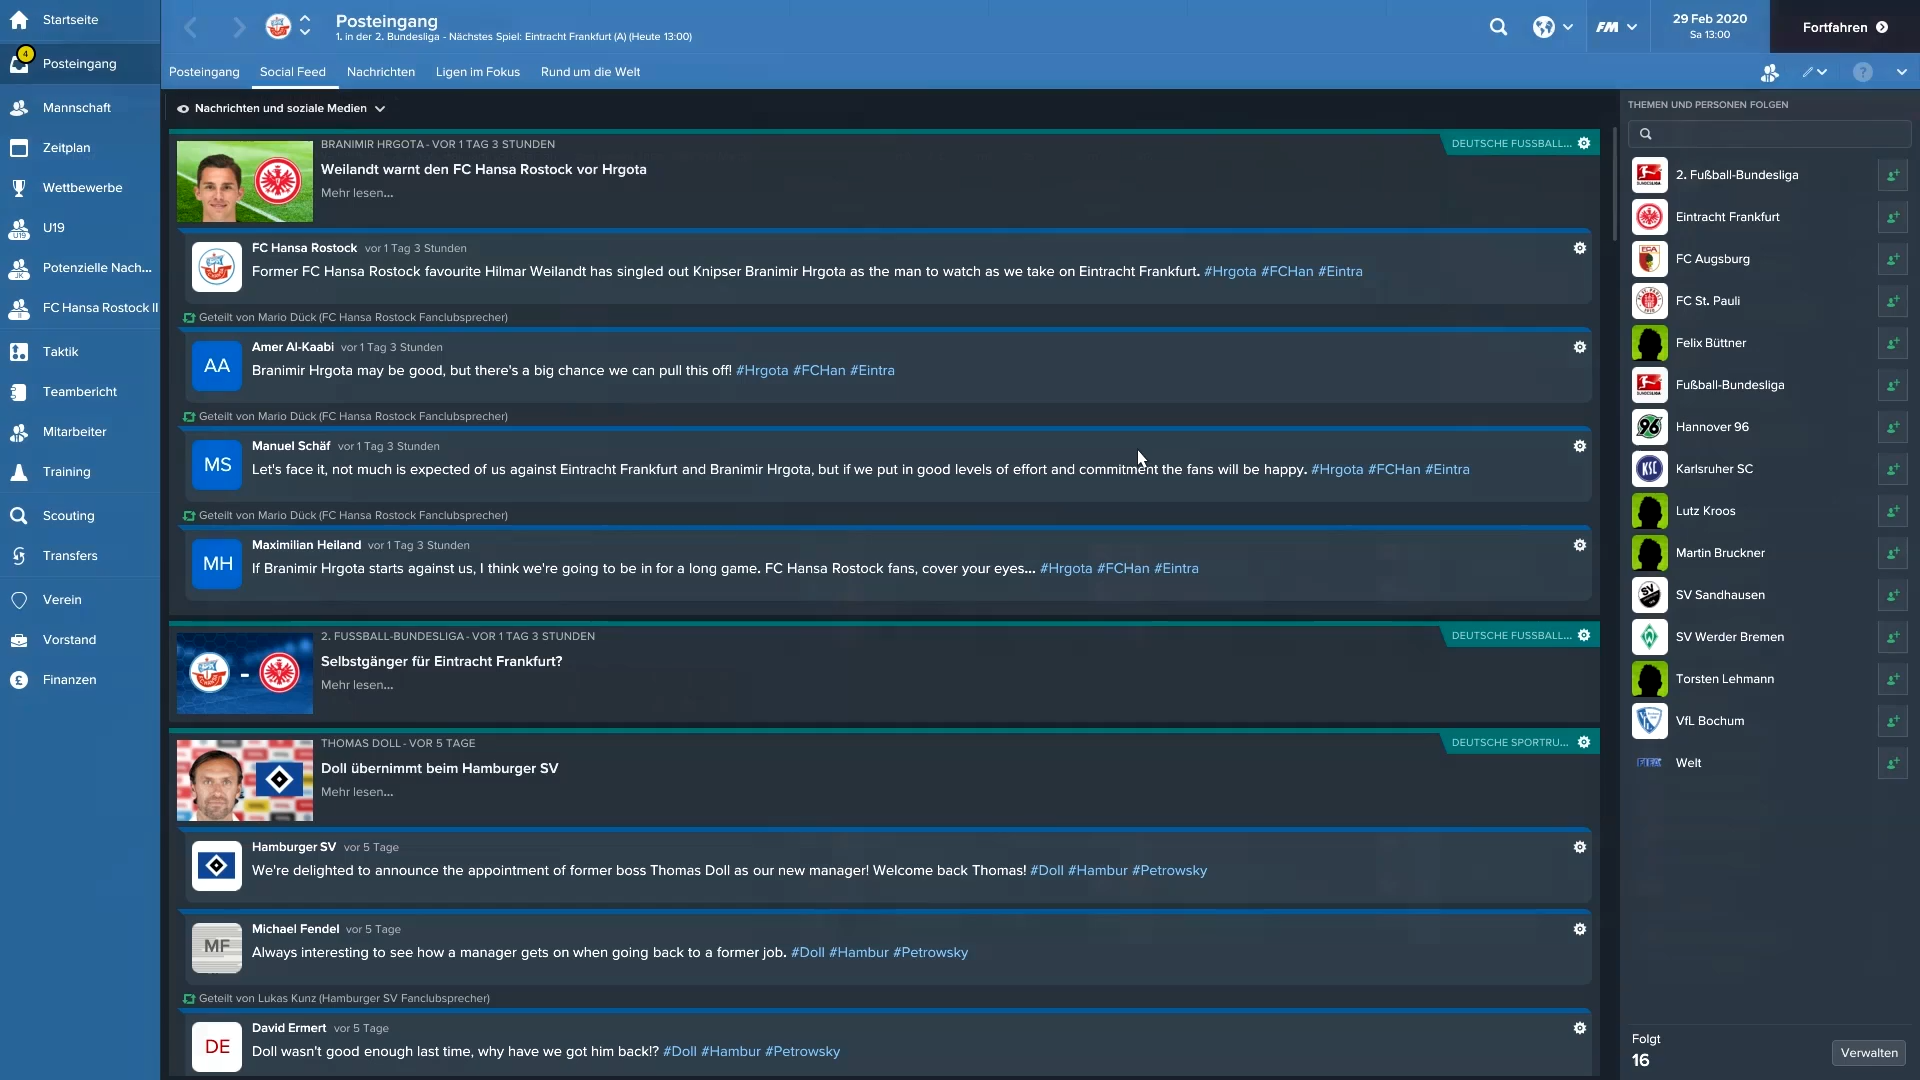 Startseite
4
Posteingang
Mannschaft
Zeitplan
Wettbewerbe
U19
Potenzielle Nach...
FC Hansa Rostock II
Taktik
Teambericht
Mitarbeiter
Training
Scouting
Transfers
Verein
Vorstand
Finanzen
Posteingang
1. in der 2. Bundesliga - Nächstes Spiel: Eintracht Frankfurt (A) (Heute 13:00)
FM
29 Feb 2020
Sa 13:00
Fortfahren
Posteingang Social Feed Nachrichten Ligen im Fokus Rund um die Welt
Nachrichten und soziale Medien
BRANIMIR HRGOTA - VOR 1 TAG 3 STUNDEN
DEUTSCHE FUSSBALL...
Weilandt warnt den FC Hansa Rostock vor Hrgota
Mehr lesen...
FC Hansa Rostock vor 1 Tag 3 Stunden
Former FC Hansa Rostock favourite Hilmar Weilandt has singled out Knipser Branimir Hrgota as the man to watch as we take on Eintracht Frankfurt. #Hrgota #FCHan #Eintra
Geteilt von Mario Dück (FC Hansa Rostock Fanclubsprecher)
AA
Amer Al-Kaabi vor 1 Tag 3 Stunden
Branimir Hrgota may be good, but there's a big chance we can pull this off! #Hrgota #FCHan #Eintra
Geteilt von Mario Dück (FC Hansa Rostock Fanclubsprecher)
MS
Manuel Schäf vor 1 Tag 3 Stunden
Let's face it, not much is expected of us against Eintracht Frankfurt and Branimir Hrgota, but if we put in good levels of effort and commitment the fans will be happy. #Hrgota #FCHan #Eintra
Geteilt von Mario Dück (FC Hansa Rostock Fanclubsprecher)
MH
Maximilian Heiland vor 1 Tag 3 Stunden
If Branimir Hrgota starts against us, I think we're going to be in for a long game. FC Hansa Rostock fans, cover your eyes... #Hrgota #FCHan #Eintra
2. FUSSBALL-BUNDESLIGA - VOR 1 TAG 3 STUNDEN
DEUTSCHE FUSSBALL...
Selbstgänger für Eintracht Frankfurt?
Mehr lesen...
THOMAS DOLL - VOR 5 TAGE
DEUTSCHE SPORTRU...
Doll übernimmt beim Hamburger SV
Mehr lesen...
Hamburger SV vor 5 Tage
We're delighted to announce the appointment of former boss Thomas Doll as our new manager! Welcome back Thomas! #Doll #Hambur #Petrowsky
MF
Michael Fendel vor 5 Tage
Always interesting to see how a manager gets on when going back to a former job. #Doll #Hambur #Petrowsky
Geteilt von Lukas Kunz (Hamburger SV Fanclubsprecher)
DE
David Ermert vor 5 Tage
Doll wasn't good enough last time, why have we got him back!? #Doll #Hambur #Petrowsky
THEMEN UND PERSONEN FOLGEN
2. Fußball-Bundesliga
Eintracht Frankfurt
FC Augsburg
FC St. Pauli
Felix Büttner
Fußball-Bundesliga
Hannover 96
Karlsruher SC
Lutz Kroos
Martin Bruckner
SV Sandhausen
SV Werder Bremen
Torsten Lehmann
VfL Bochum
FIFA Welt
Folgt
16
Verwalten